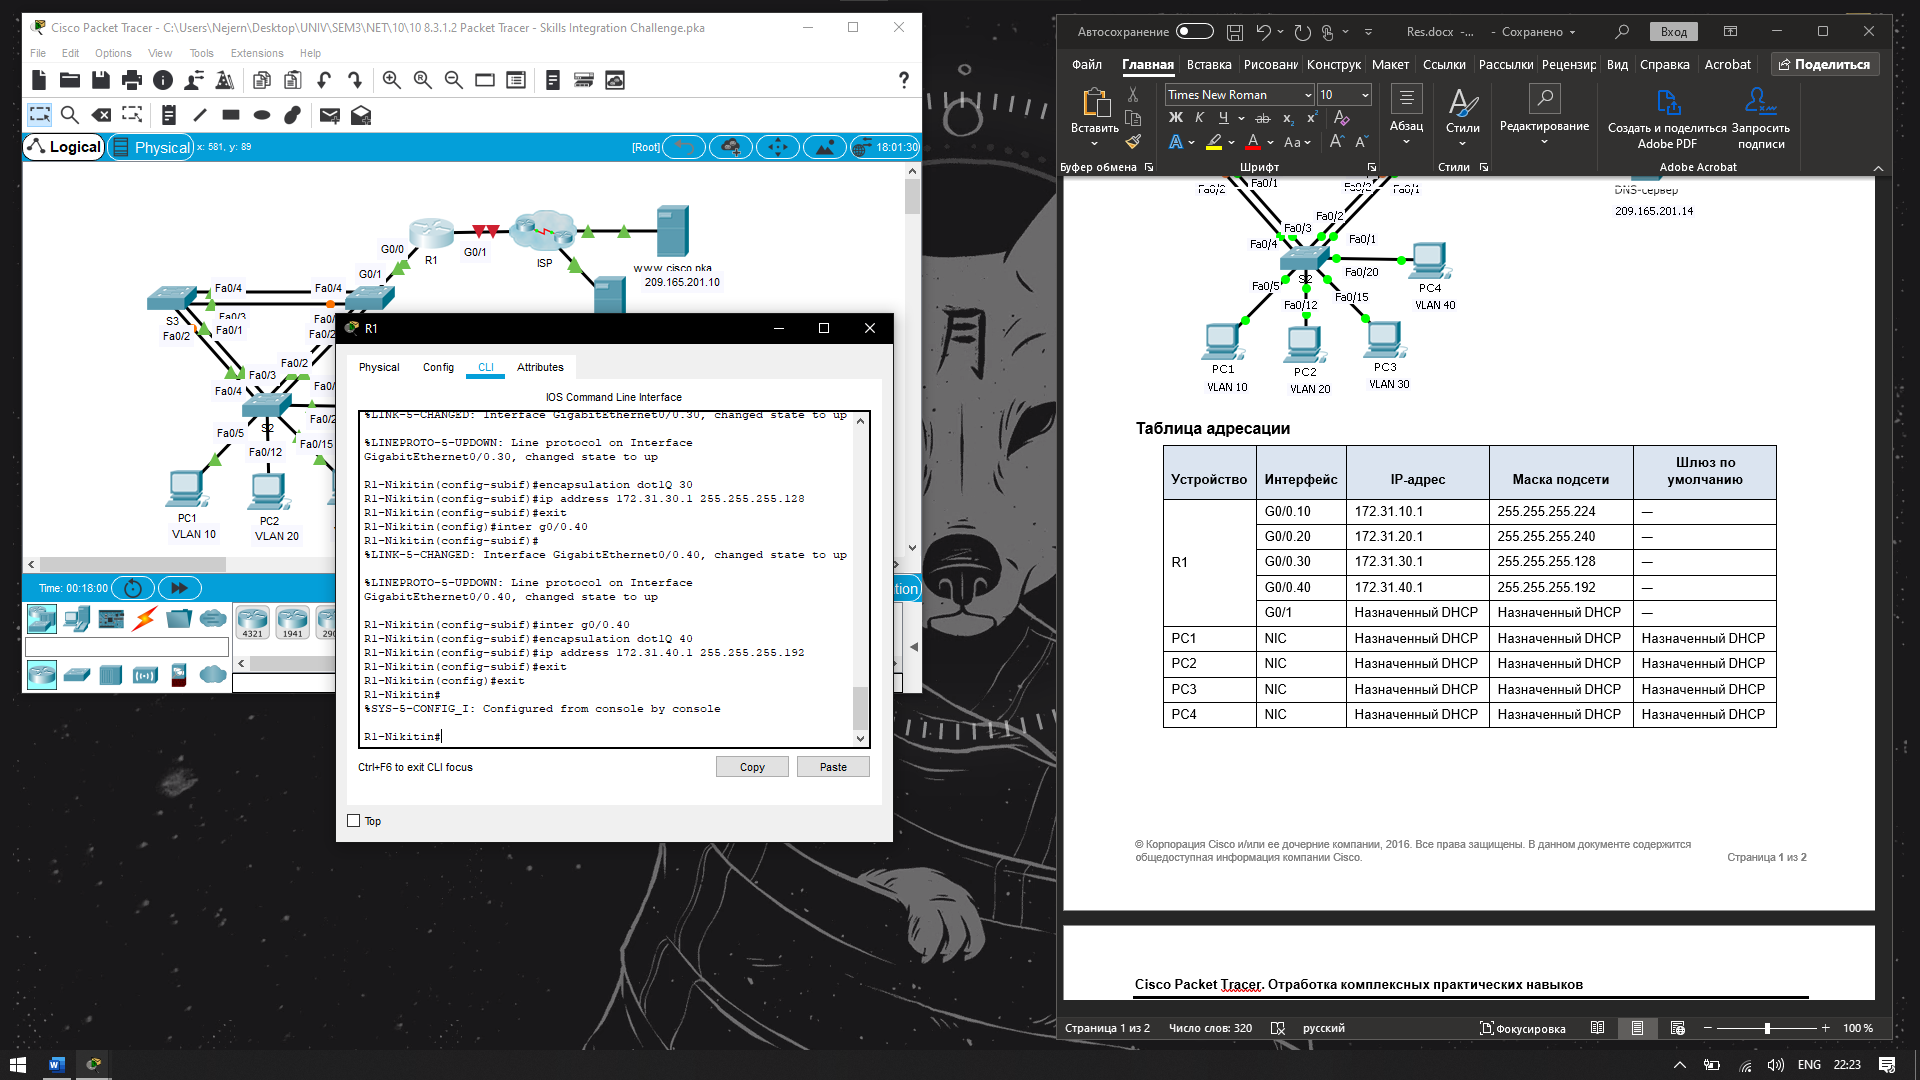 Cisco Packet Tracer - C:\Users\Nejern\Desktop\UNIV\SEM3\NET\10\10 8.3.1.2 Packet Tracer - Skills Integration Challenge.pka
File Edit Options View Tools Extensions Help
Logical Physical x: 581, y: 89 [Root] 18:01:30
G0/0
R1
G0/1
ISP
www.cisco.pka
209.165.201.10
G0/1
Fa0/4
Fa0/4
S3
Fa0/3
Fa0/1
Fa0/2
Fa0/2
Fa0/2
Fa0/3
Fa0/4
S2
Fa0/5
Fa0/12
Fa0/15
PC1
VLAN 10
PC2
VLAN 20
Time: 00:18:00
4321
1941
R1
Physical Config CLI Attributes
IOS Command Line Interface
%LINK-5-CHANGED: Interface GigabitEthernet0/0.30, changed state to up
%LINEPROTO-5-UPDOWN: Line protocol on Interface
GigabitEthernet0/0.30, changed state to up
R1-Nikitin(config-subif)#encapsulation dot1Q 30
R1-Nikitin(config-subif)#ip address 172.31.30.1 255.255.255.128
R1-Nikitin(config-subif)#exit
R1-Nikitin(config)#inter g0/0.40
R1-Nikitin(config-subif)#
%LINK-5-CHANGED: Interface GigabitEthernet0/0.40, changed state to up
%LINEPROTO-5-UPDOWN: Line protocol on Interface
GigabitEthernet0/0.40, changed state to up
R1-Nikitin(config-subif)#inter g0/0.40
R1-Nikitin(config-subif)#encapsulation dot1Q 40
R1-Nikitin(config-subif)#ip address 172.31.40.1 255.255.255.192
R1-Nikitin(config-subif)#exit
R1-Nikitin(config)#exit
R1-Nikitin#
%SYS-5-CONFIG_I: Configured from console by console
R1-Nikitin#
Ctrl+F6 to exit CLI focus
Copy Paste
Top
月
Автосохранение Res.docx -... - Сохранено Вход
Файл Главная Вставка Рисовани Конструк Макет Ссылки Рассылки Рецензир Вид Справка Acrobat Поделиться
Вставить
Буфер обмена
Times New Roman 10
Ж К Ч ab x₂ x²
Aa
Шрифт
Абзац
Стили
Стили
Редактирование
Создать и поделиться Adobe PDF
Запросить подписи
Adobe Acrobat
Fa0/2 Fa0/1 Fa0/2 Fa0/1
DNS-сервер
209.165.201.14
Fa0/2
Fa0/3
Fa0/4
Fa0/1
S2
Fa0/20
PC4
VLAN 40
Fa0/5
Fa0/12
Fa0/15
PC1
VLAN 10
PC2
VLAN 20
PC3
VLAN 30
Таблица адресации
Устройство Интерфейс IP-адрес Маска подсети Шлюз по умолчанию
R1
G0/0.10 172.31.10.1 255.255.255.224 —
G0/0.20 172.31.20.1 255.255.255.240 —
G0/0.30 172.31.30.1 255.255.255.128 —
G0/0.40 172.31.40.1 255.255.255.192 —
G0/1 Назначенный DHCP Назначенный DHCP —
PC1 NIC Назначенный DHCP Назначенный DHCP Назначенный DHCP
PC2 NIC Назначенный DHCP Назначенный DHCP Назначенный DHCP
PC3 NIC Назначенный DHCP Назначенный DHCP Назначенный DHCP
PC4 NIC Назначенный DHCP Назначенный DHCP Назначенный DHCP
© Корпорация Cisco и/или ее дочерние компании, 2016. Все права защищены. В данном документе содержится
общедоступная информация компании Cisco. Страница 1 из 2
Cisco Packet Tracer. Отработка комплексных практических навыков
Страница 1 из 2 Число слов: 320 русский Фокусировка 100 %
ENG 22:23